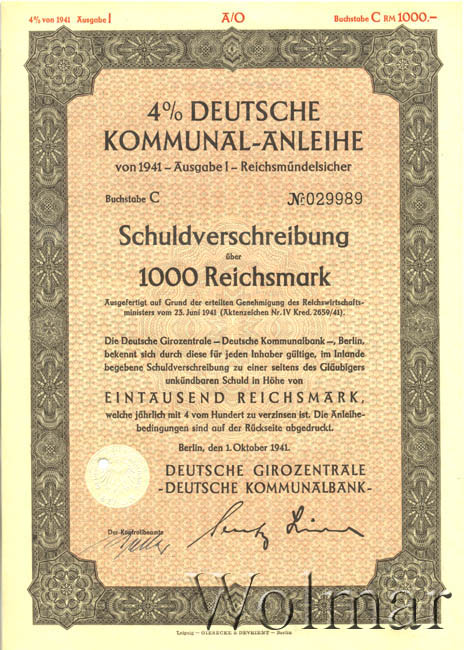 4% von 1941 Ausgabe I A/O Buchstabe C RM 1000.–
4% DEUTSCHE
KOMMUNAL-ANLEIHE
von 1941 – Ausgabe I – Reichsmündelsicher
Buchstabe C № 029989
Schuldverschreibung
über
1000 Reichsmark
Ausgefertigt auf Grund der erteilten Genehmigung des Reichswirtschafts-
ministers vom 23. Juni 1941 (Aktenzeichen Nr. IV Kred. 2659/41).
Die Deutsche Girozentrale – Deutsche Kommunalbank –, Berlin,
bekennt sich durch diese für jeden Inhaber gültige, im Inlande
begebene Schuldverschreibung zu einer seitens des Gläubigers
unkündbaren Schuld in Höhe von
EINTAUSEND REICHSMARK,
welche jährlich mit 4 vom Hundert zu verzinsen ist. Die Anleihe-
bedingungen sind auf der Rückseite abgedruckt.
Berlin, den 1. Oktober 1941.
DEUTSCHE GIROZENTRALE
-DEUTSCHE KOMMUNALBANK-
Der Kontrollbeamte
Wolmar
Leipzig – GIESECKE & DEVRIENT – Berlin